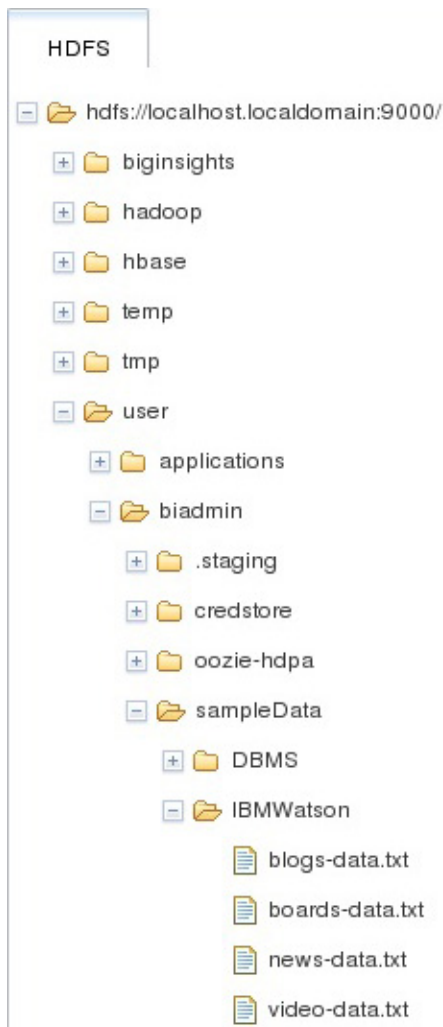 HDFS
hdfs://localhost.localdomain:9000/
biginsights
hadoop
hbase
temp
tmp
user
applications
biadmin
.staging
credstore
oozie-hdpa
sampleData
DBMS
IBMWatson
blogs-data.txt
boards-data.txt
news-data.txt
video-data.txt